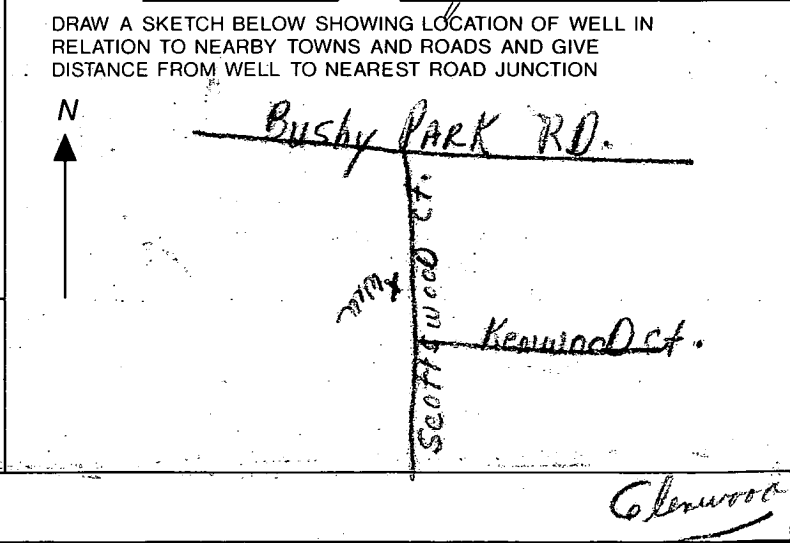 DRAW A SKETCH BELOW SHOWING LOCATION OF WELL IN
RELATION TO NEARBY TOWNS AND ROADS AND GIVE
DISTANCE FROM WELL TO NEAREST ROAD JUNCTION
N
Bushy PARK RD.
Scottswood Ct.
Well
Kenwood Ct.
Glenwood